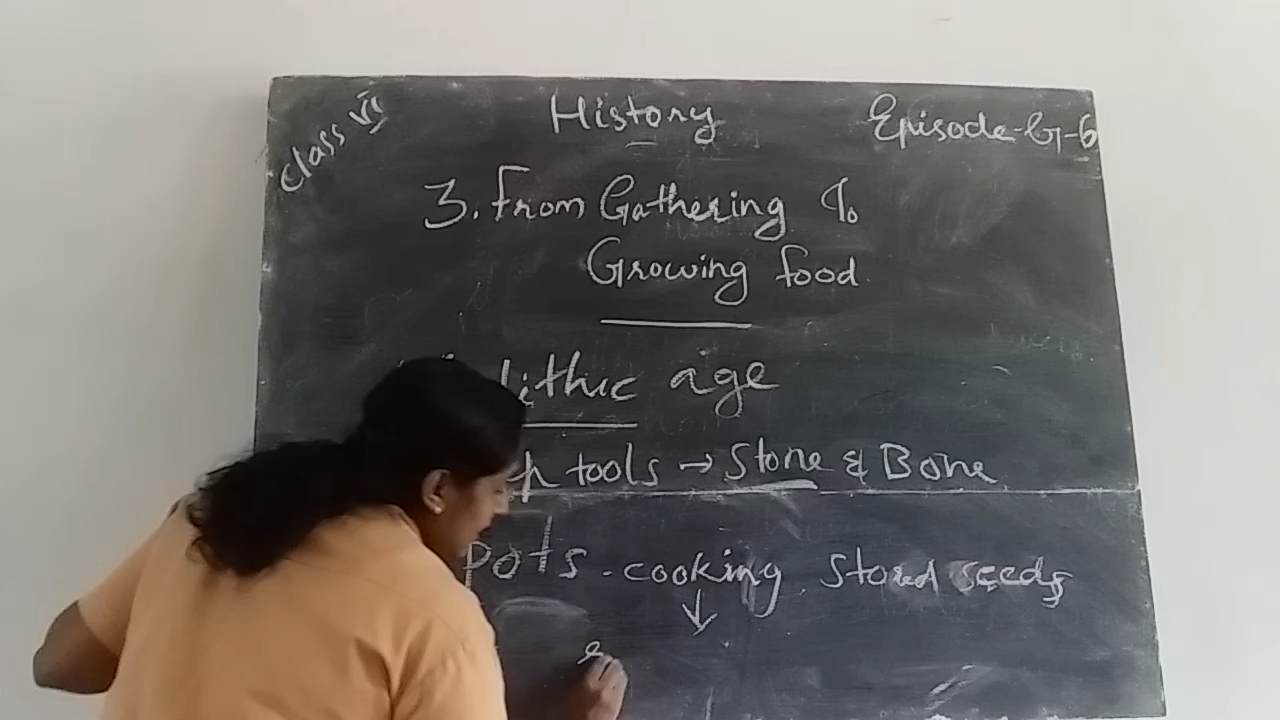 Class VI
History
Episode-G-6
3. From Gathering to
Growing food
lithic age
tools → Stone & Bone
Pots - cooking, Stored seeds